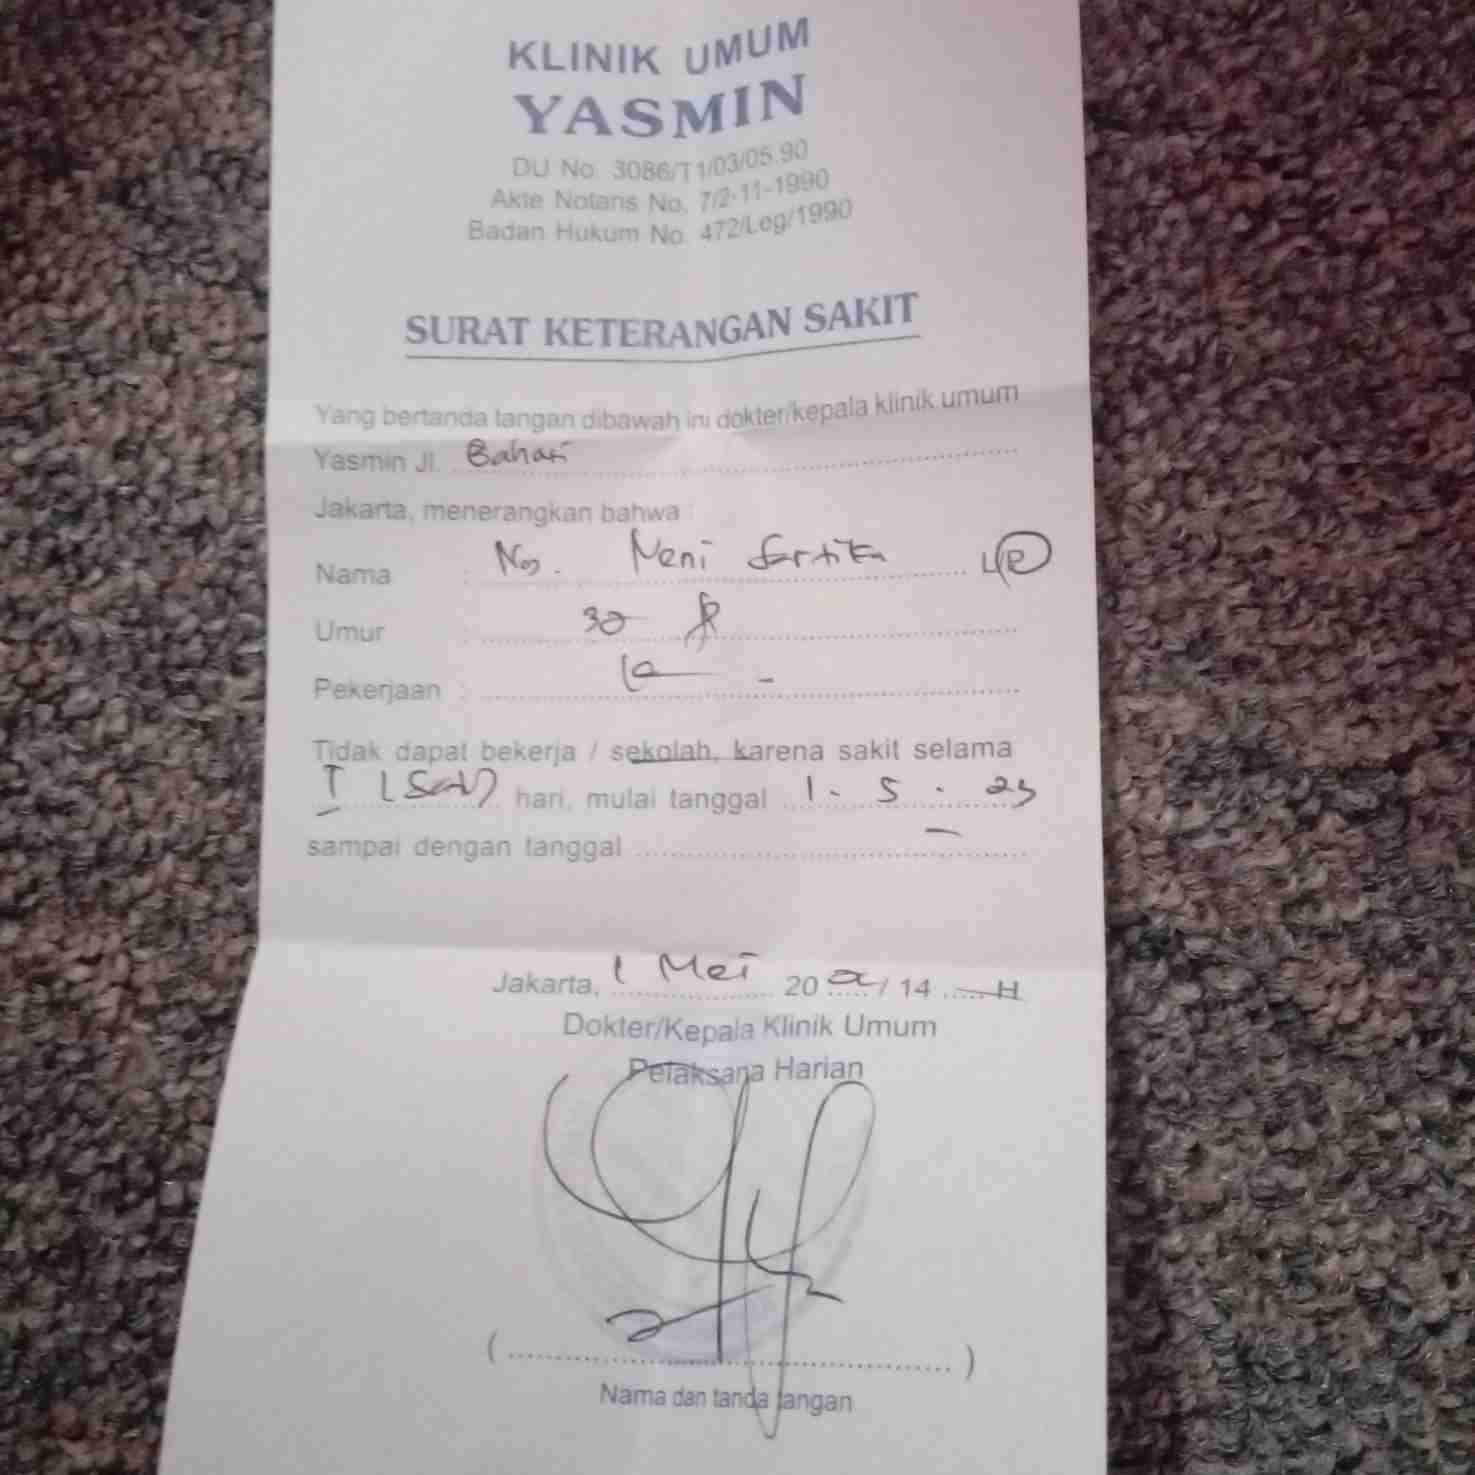 KLINIK UMUM
YASMIN
DU No. 3086/T1/03/05.90
Akte Notaris No. 7/2-11-1990
Badan Hukum No. 472/Leg/1990
SURAT KETERANGAN SAKIT
Yang bertanda tangan dibawah ini dokter/kepala klinik umum
Yasmin Jl. Bahari
Jakarta, menerangkan bahwa :
Nama : Neni Sartika L/P
Umur : 30
Pekerjaan :
Tidak dapat bekerja / sekolah, karena sakit selama
I (Satu) hari, mulai tanggal 1 - 5 - 23
sampai dengan tanggal
Jakarta, 1 Mei 20 / 14 H
Dokter/Kepala Klinik Umum
Pelaksana Harian
( )
Nama dan tanda tangan